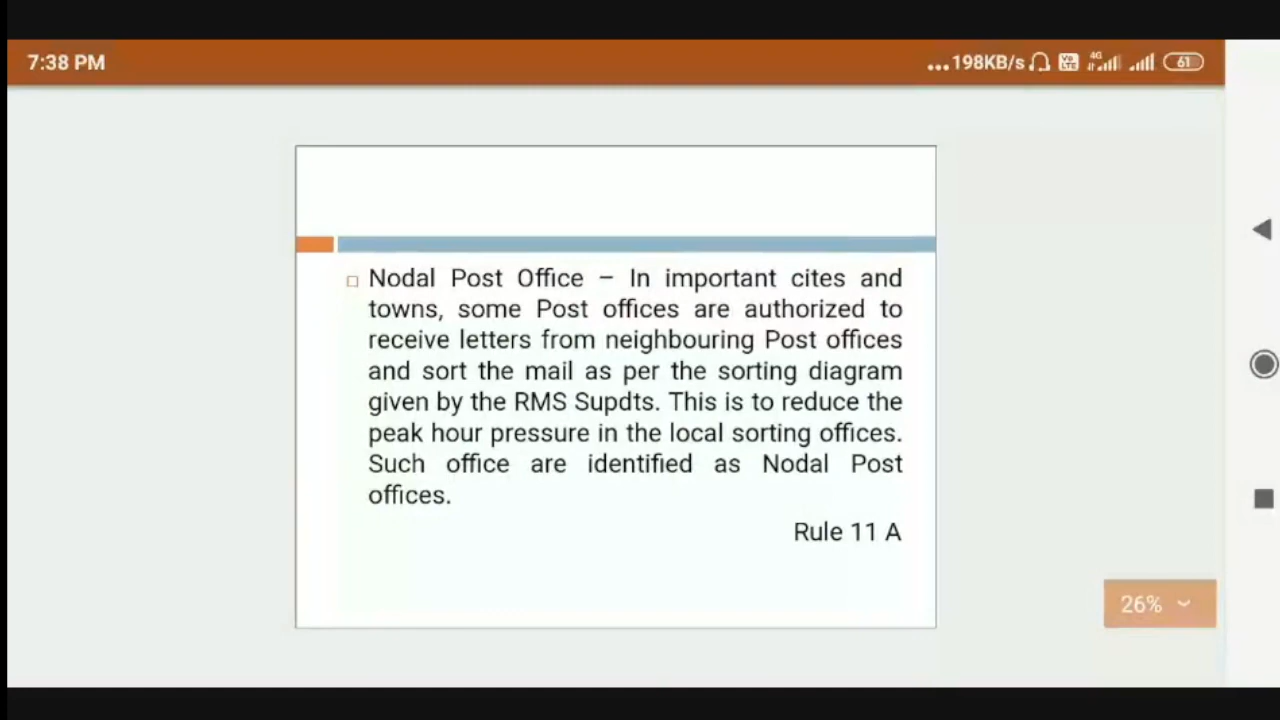 7:38 PM
...198KB/s 4G Vo LTE 61
Nodal Post Office – In important cites and
towns, some Post offices are authorized to
receive letters from neighbouring Post offices
and sort the mail as per the sorting diagram
given by the RMS Supdts. This is to reduce the
peak hour pressure in the local sorting offices.
Such office are identified as Nodal Post
offices.
Rule 11 A
26%